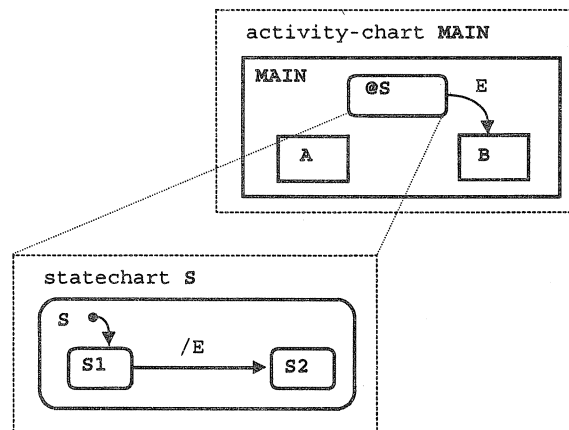 activity-chart MAIN
MAIN
@S
E
A
B
statechart S
S
/E
S1
S2